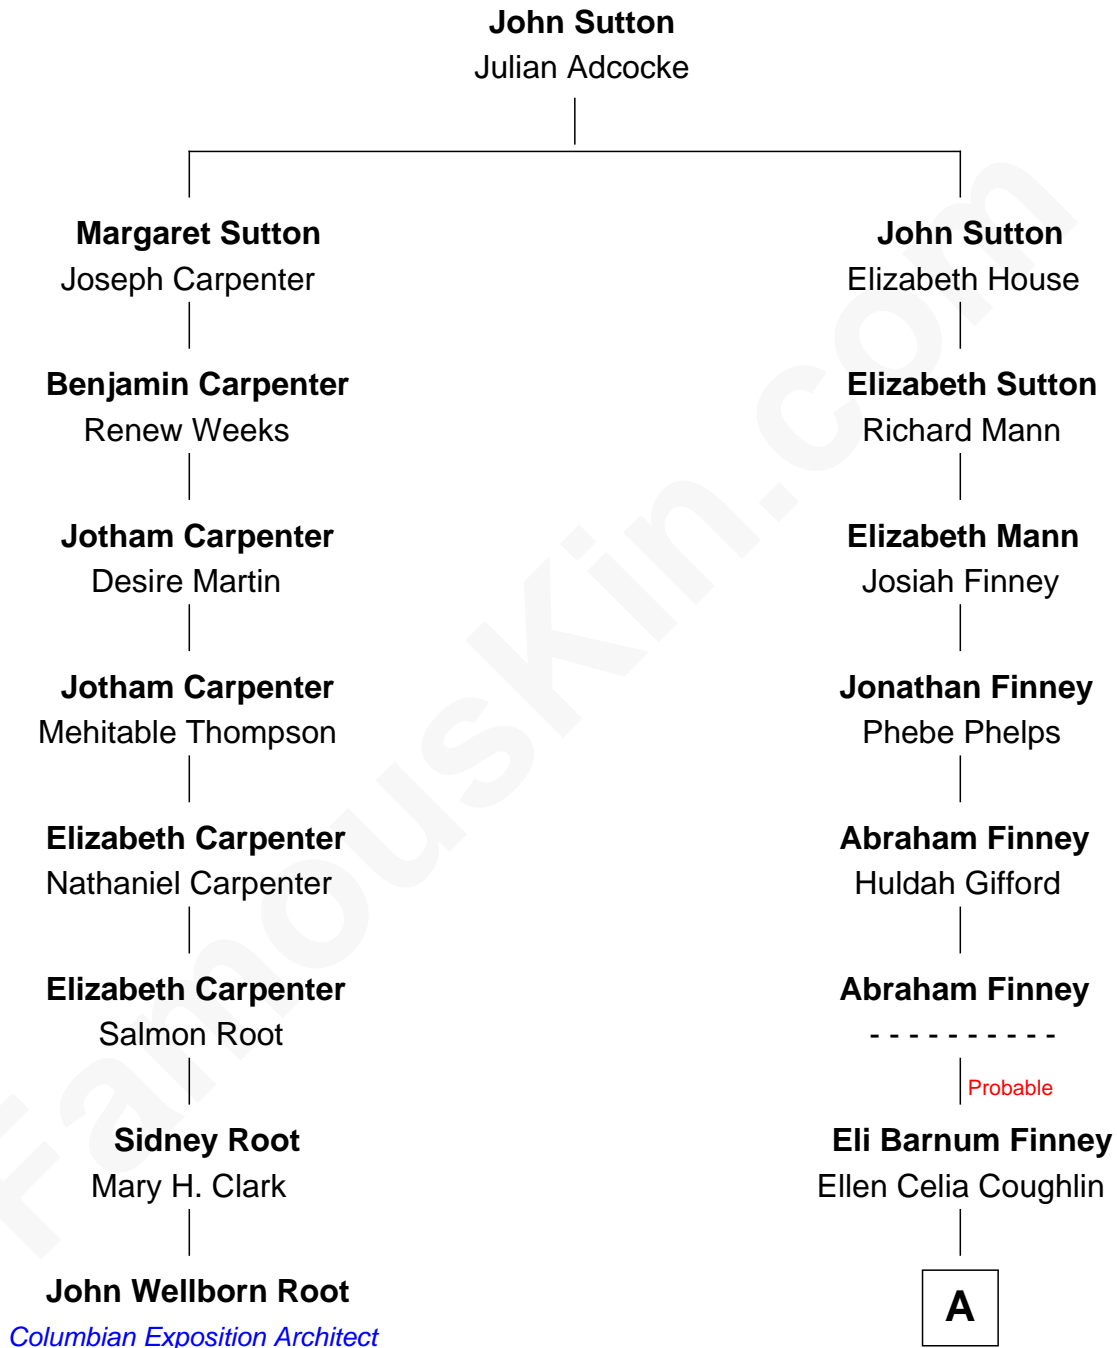 John Sutton
Julian Adcocke
Margaret Sutton
Joseph Carpenter
John Sutton
Elizabeth House
Benjamin Carpenter
Renew Weeks
Elizabeth Sutton
Richard Mann
Jotham Carpenter
Desire Martin
Elizabeth Mann
Josiah Finney
Jotham Carpenter
Mehitable Thompson
Jonathan Finney
Phebe Phelps
Elizabeth Carpenter
Nathaniel Carpenter
Abraham Finney
Huldah Gifford
Elizabeth Carpenter
Salmon Root
Abraham Finney
- - - - - - - - - -
Probable
Sidney Root
Mary H. Clark
Eli Barnum Finney
Ellen Celia Coughlin
John Wellborn Root
Columbian Exposition Architect
A
FamousKin.com